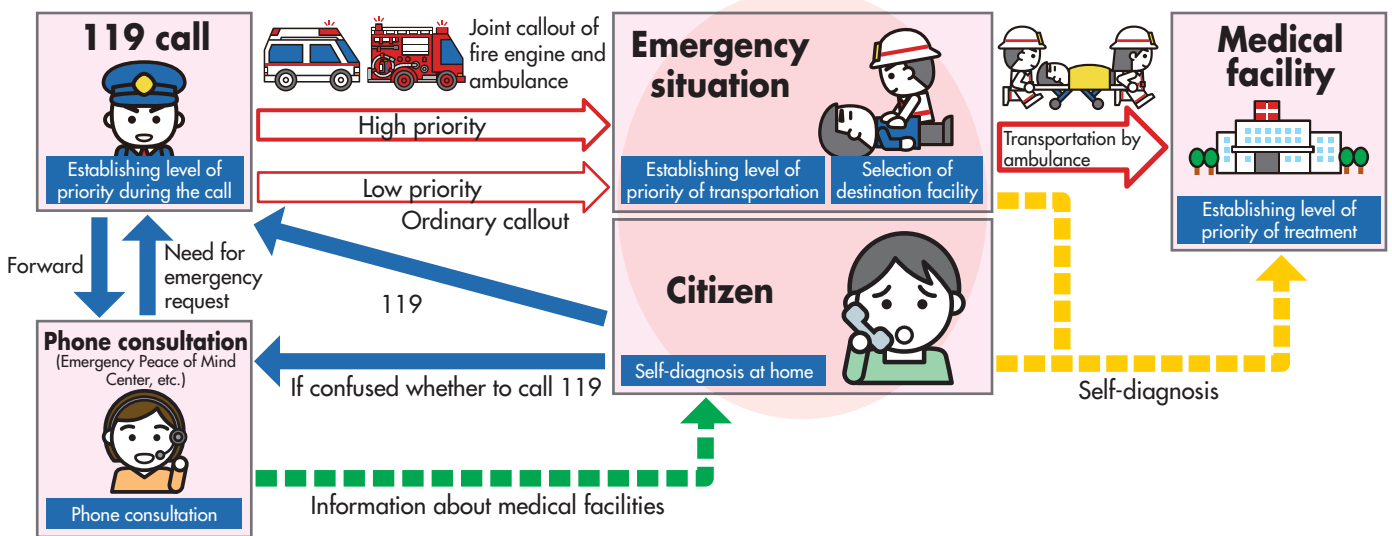 119 call
Establishing level of
priority during the call
Joint callout of
fire engine and
ambulance
High priority
Low priority
Ordinary callout
Emergency
situation
Establishing level of
priority of transportation
Selection of
destination facility
Transportation by
ambulance
Medical
facility
Establishing level of
priority of treatment
Forward
Need for
emergency
request
119
Citizen
Self-diagnosis at home
Self-diagnosis
Phone consultation
(Emergency Peace of Mind
Center, etc.)
If confused whether to call 119
Phone consultation
Information about medical facilities